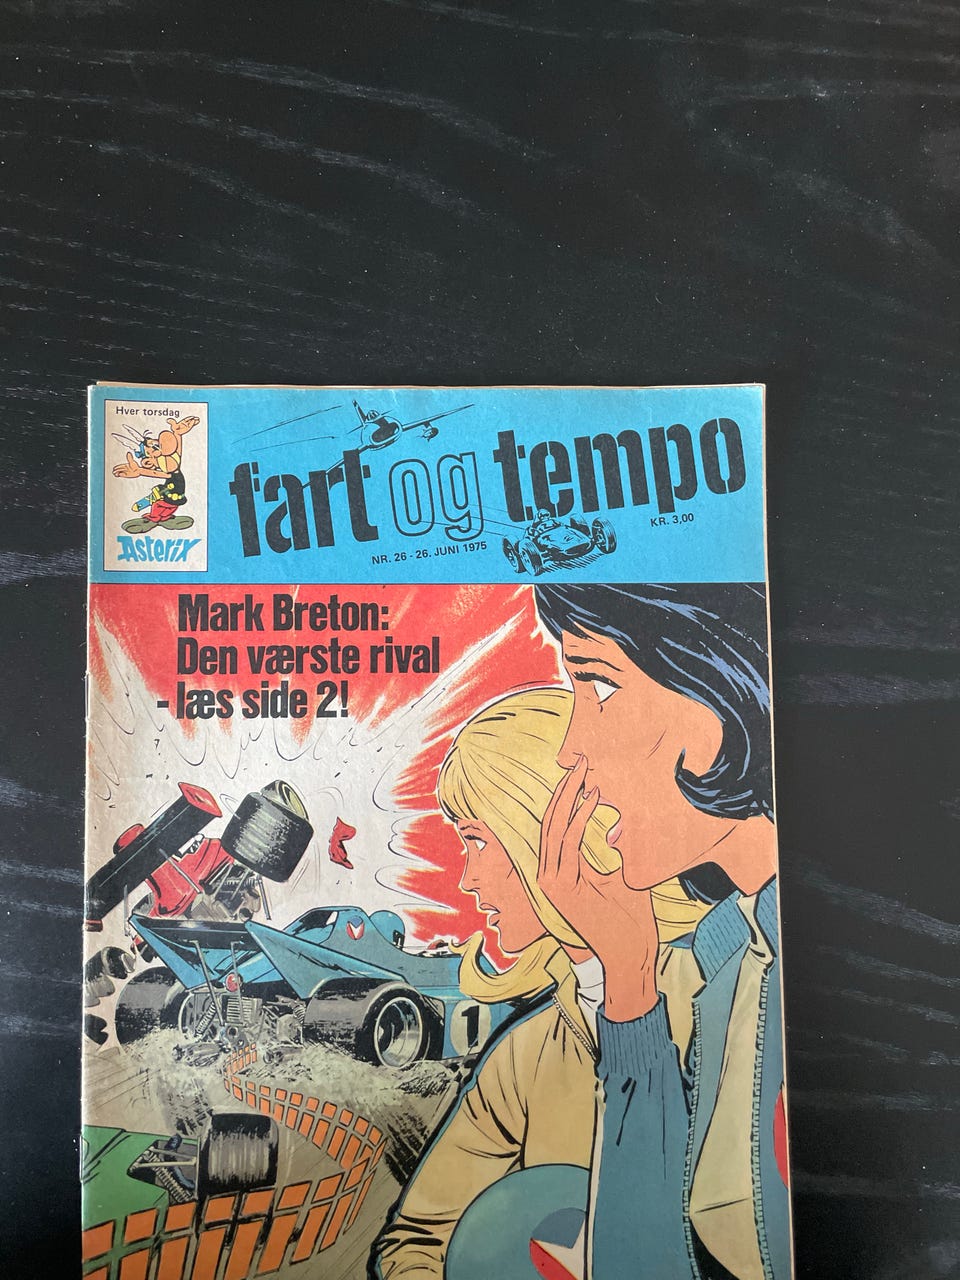 Hver torsdag
Asterix
fart og tempo
NR. 26 - 26. JUNI 1975
KR. 3,00
Mark Breton:
Den værste rival
- læs side 2!
1